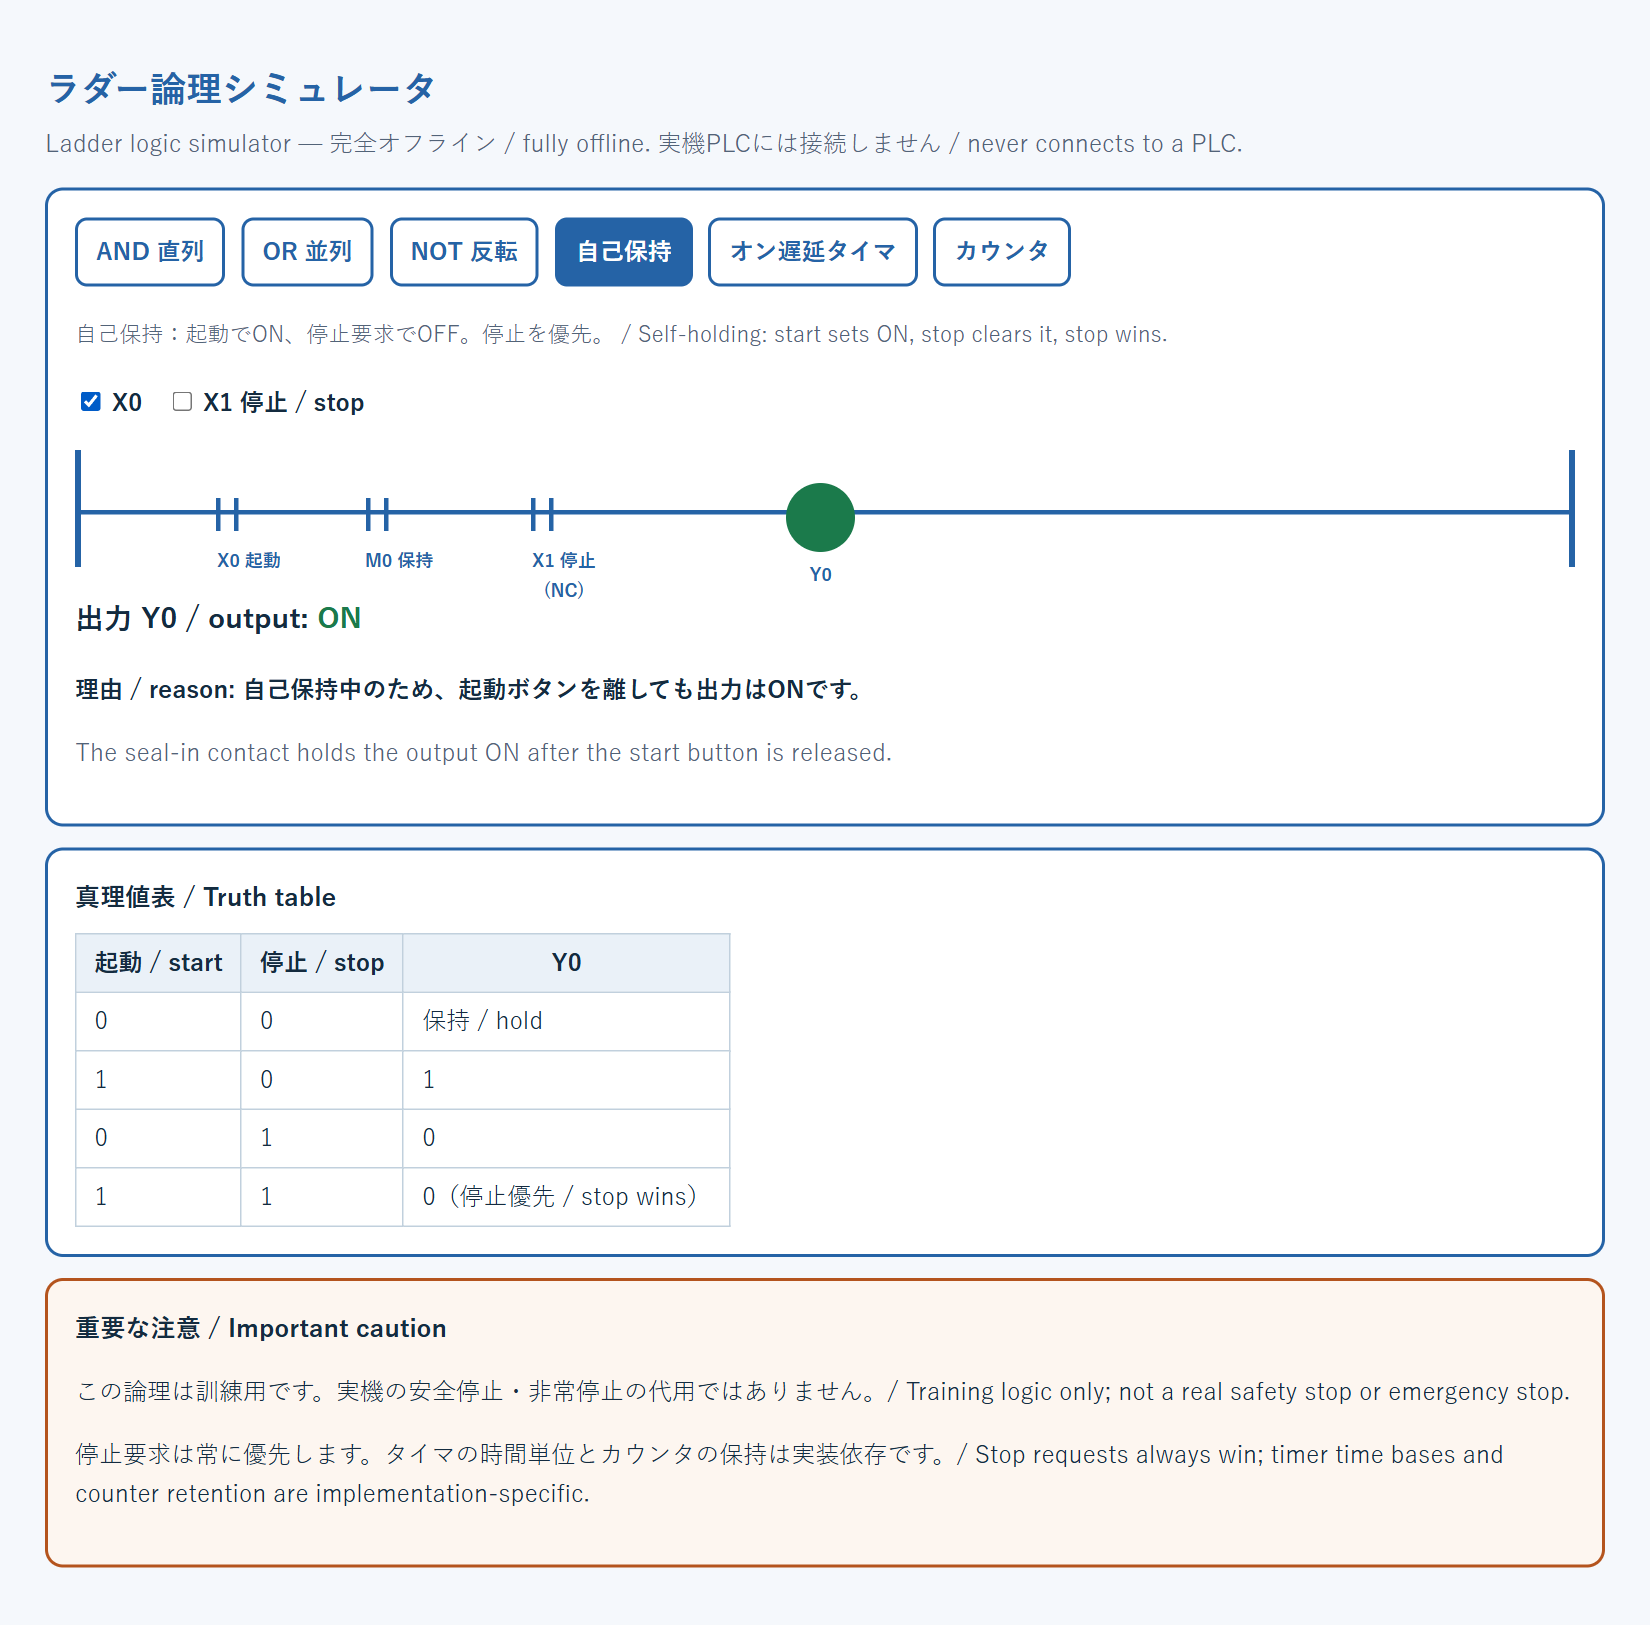 ラダー論理シミュレータ
Ladder logic simulator — 完全オフライン / fully offline. 実機PLCには接続しません / never connects to a PLC.
AND 直列 OR 並列 NOT 反転 自己保持 オン遅延タイマ カウンタ
自己保持：起動でON、停止要求でOFF。停止を優先。 / Self-holding: start sets ON, stop clears it, stop wins.
X0 X1 停止 / stop
X0 起動 M0 保持 X1 停止
(NC)
Y0
出力 Y0 / output: ON
理由 / reason: 自己保持中のため、起動ボタンを離しても出力はONです。
The seal-in contact holds the output ON after the start button is released.
真理値表 / Truth table
起動 / start 停止 / stop Y0
0 0 保持 / hold
1 0 1
0 1 0
1 1 0（停止優先 / stop wins）
重要な注意 / Important caution
この論理は訓練用です。実機の安全停止・非常停止の代用ではありません。/ Training logic only; not a real safety stop or emergency stop.
停止要求は常に優先します。タイマの時間単位とカウンタの保持は実装依存です。/ Stop requests always win; timer time bases and
counter retention are implementation-specific.